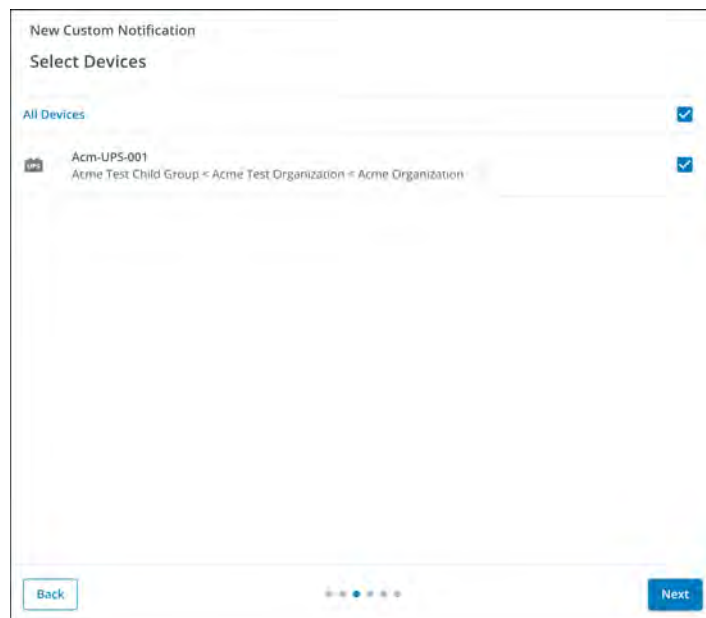 New Custom Notification
Select Devices
All Devices
UPS
Acm-UPS-001
Acme Test Child Group < Acme Test Organization < Acme Organization
Back
Next